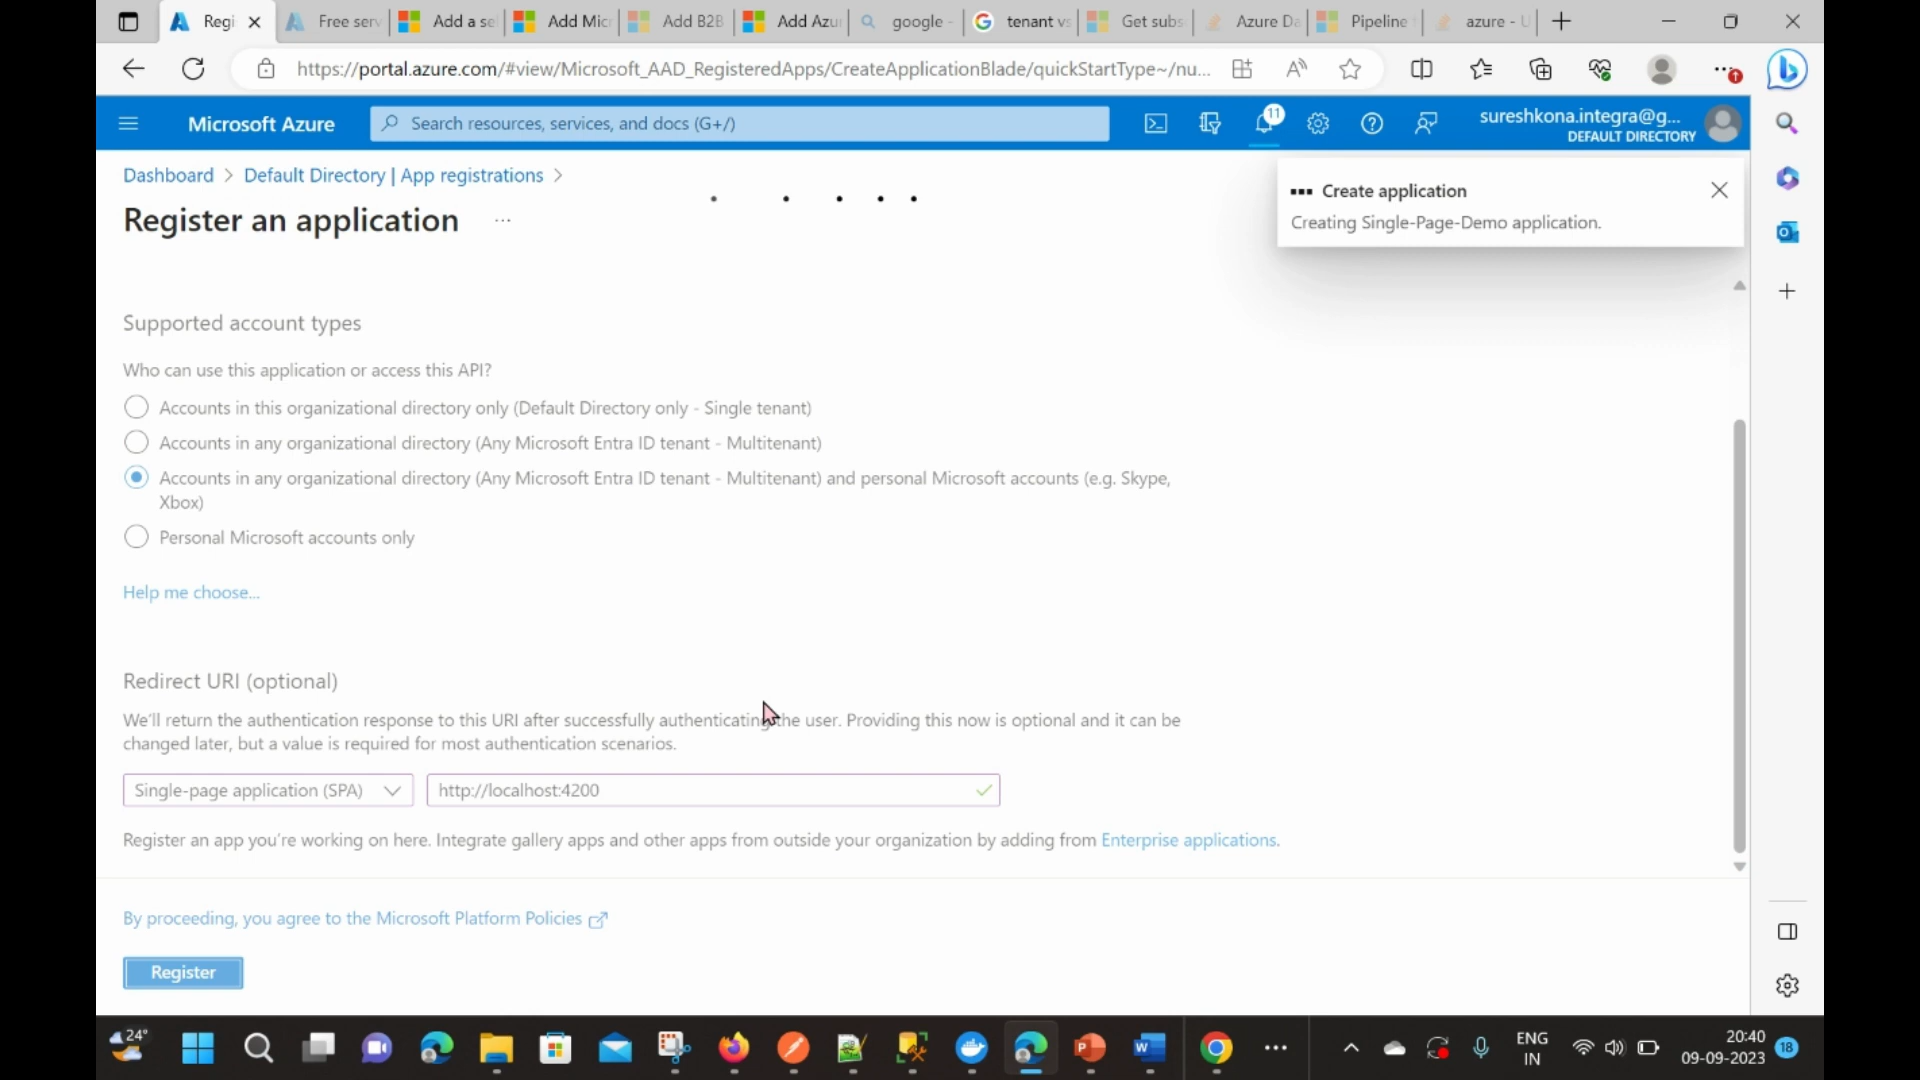 Regi
Free serv
Add a se
Add Micr
Add B2B
Add Azur
google -
tenant vs
Get subs
Azure Da
Pipeline
azure - U
https://portal.azure.com/#view/Microsoft_AAD_RegisteredApps/CreateApplicationBlade/quickStartType~/nu...
Microsoft Azure
Search resources, services, and docs (G+/)
11
sureshkona.integra@g...
DEFAULT DIRECTORY
Dashboard > Default Directory | App registrations >
Register an application ...
Create application
Creating Single-Page-Demo application.
Supported account types
Who can use this application or access this API?
Accounts in this organizational directory only (Default Directory only - Single tenant)
Accounts in any organizational directory (Any Microsoft Entra ID tenant - Multitenant)
Accounts in any organizational directory (Any Microsoft Entra ID tenant - Multitenant) and personal Microsoft accounts (e.g. Skype,
Xbox)
Personal Microsoft accounts only
Help me choose...
Redirect URI (optional)
We'll return the authentication response to this URI after successfully authenticating the user. Providing this now is optional and it can be
changed later, but a value is required for most authentication scenarios.
Single-page application (SPA)
http://localhost:4200
Register an app you're working on here. Integrate gallery apps and other apps from outside your organization by adding from Enterprise applications.
By proceeding, you agree to the Microsoft Platform Policies
Register
24°
ENG
IN
20:40
09-09-2023
18